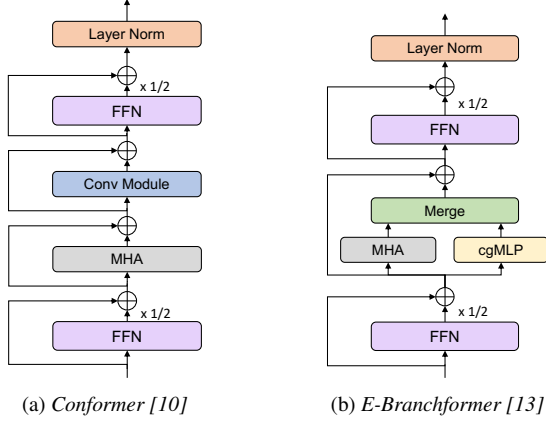 Layer Norm
x 1/2
FFN
Conv Module
MHA
x 1/2
FFN
(a) Conformer [10]
Layer Norm
x 1/2
FFN
Merge
MHA
cgMLP
x 1/2
FFN
(b) E-Branchformer [13]